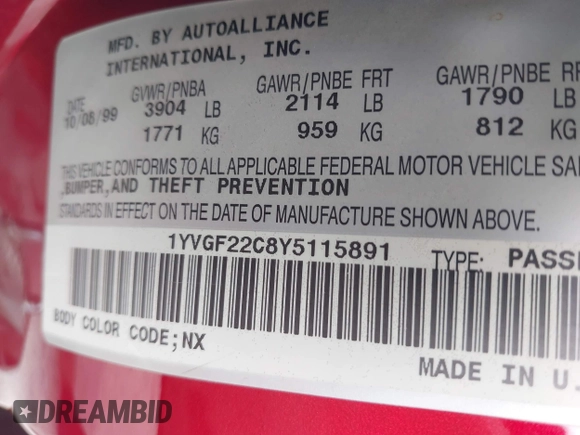 MFD. BY AUTOALLIANCE
INTERNATIONAL, INC.
DATE GVWR/PNBA GAWR/PNBE FRT GAWR/PNBE RR
10/08/99 3904 LB 2114 LB 1790 LB
1771 KG 959 KG 812 KG
THIS VEHICLE CONFORMS TO ALL APPLICABLE FEDERAL MOTOR VEHICLE SA
,BUMPER,AND THEFT PREVENTION
STANDARDS IN EFFECT ON THE DATE OF MANUFACTURE SHOWN ABOVE.
1YVGF22C8Y5115891 TYPE: PASS
BODY COLOR CODE;NX
MADE IN U.
DREAMBID